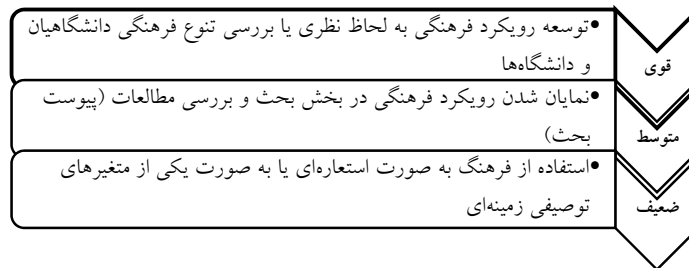 قوی
•توسعه رویکرد فرهنگی به لحاظ نظری یا بررسی تنوع فرهنگی دانشگاهیان
و دانشگاه‌ها
متوسط
•نمایان شدن رویکرد فرهنگی در بخش بحث و بررسی مطالعات (پیوست
بحث)
ضعیف
•استفاده از فرهنگ به صورت استعاره‌ای یا به صورت یکی از متغیرهای
توصیفی زمینه‌ای